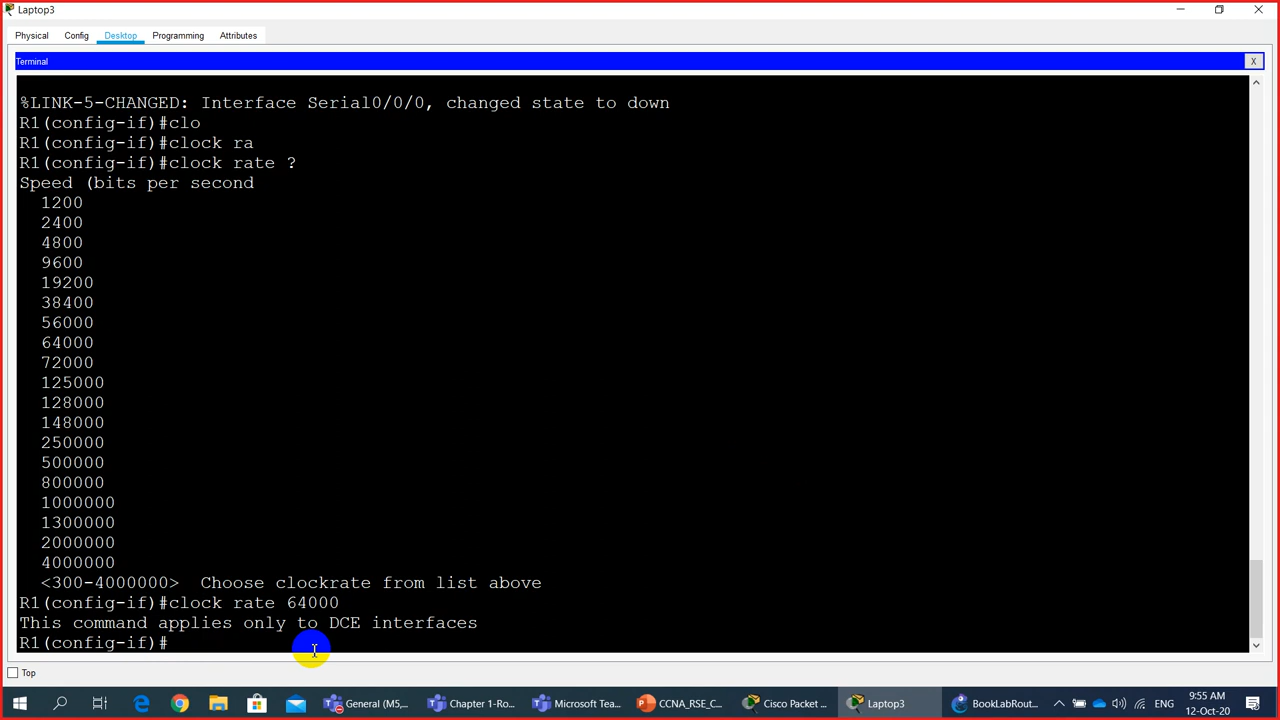 Laptop3
Physical Config Desktop Programming Attributes
Terminal X
%LINK-5-CHANGED: Interface Serial0/0/0, changed state to down
R1(config-if)#clo
R1(config-if)#clock ra
R1(config-if)#clock rate ?
Speed (bits per second
1200
2400
4800
9600
19200
38400
56000
64000
72000
125000
128000
148000
250000
500000
800000
1000000
1300000
2000000
4000000
<300-4000000> Choose clockrate from list above
R1(config-if)#clock rate 64000
This command applies only to DCE interfaces
R1(config-if)#
Top
General (M5,... Chapter 1-Ro... Microsoft Tea... CCNA_RSE_C... Cisco Packet ... Laptop3 BookLabRout... ENG 9:55 AM
12-Oct-20